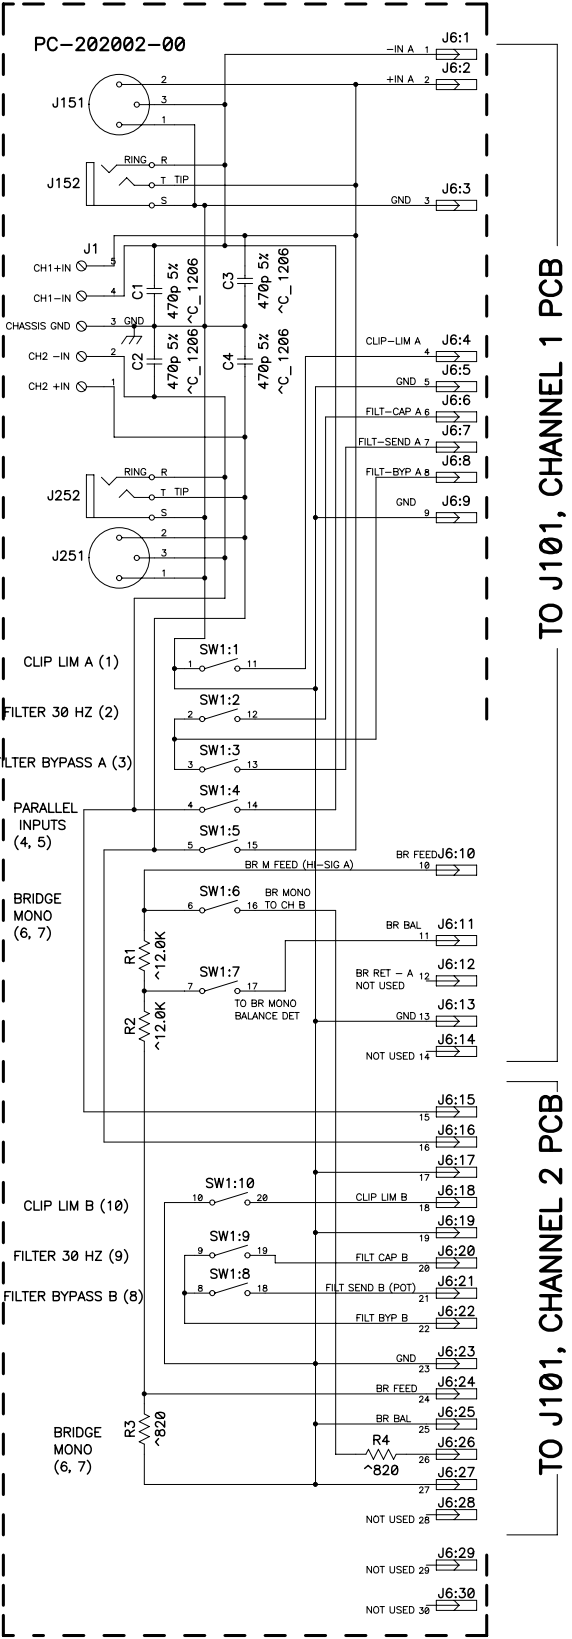 PC-202002-00
J151
2
3
1
J152
RING R
T TIP
S
J1
CH1+IN 5
CH1-IN 4
CHASSIS GND 3 GND
CH2 -IN 2
CH2 +IN 1
C1
470p 5%
^C_1206
C3
470p 5%
^C_1206
C2
470p 5%
^C_1206
C4
470p 5%
^C_1206
J252
RING R
T TIP
S
J251
2
3
1
-IN A 1 J6:1
+IN A 2 J6:2
GND 3 J6:3
CLIP-LIM A 4 J6:4
GND 5 J6:5
FILT-CAP A 6 J6:6
FILT-SEND A 7 J6:7
FILT-BYP A 8 J6:8
GND 9 J6:9
TO J101, CHANNEL 1 PCB
CLIP LIM A (1)
SW1:1
1 11
FILTER 30 HZ (2)
SW1:2
2 12
ILTER BYPASS A (3)
SW1:3
3 13
PARALLEL
INPUTS
(4, 5)
SW1:4
4 14
SW1:5
5 15
BR M FEED (HI-SIG A)
BR FEED 10 J6:10
BRIDGE
MONO
(6, 7)
SW1:6
6 16
BR MONO
TO CH B
R1
^12.0K
SW1:7
7 17
TO BR MONO
BALANCE DET
R2
^12.0K
BR BAL 11 J6:11
BR RET - A 12 J6:12
NOT USED
GND 13 J6:13
NOT USED 14 J6:14
15 J6:15
16 J6:16
17 J6:17
CLIP LIM B (10)
SW1:10
10 20
CLIP LIM B 18 J6:18
19 J6:19
FILTER 30 HZ (9)
SW1:9
9 19
FILT CAP B 20 J6:20
FILTER BYPASS B (8)
SW1:8
8 18
FILT SEND B (POT) 21 J6:21
FILT BYP B 22 J6:22
GND 23 J6:23
BR FEED 24 J6:24
BR BAL 25 J6:25
BRIDGE
MONO
(6, 7)
R3
^820
R4
^820
26 J6:26
27 J6:27
NOT USED 28 J6:28
TO J101, CHANNEL 2 PCB
NOT USED 29 J6:29
NOT USED 30 J6:30